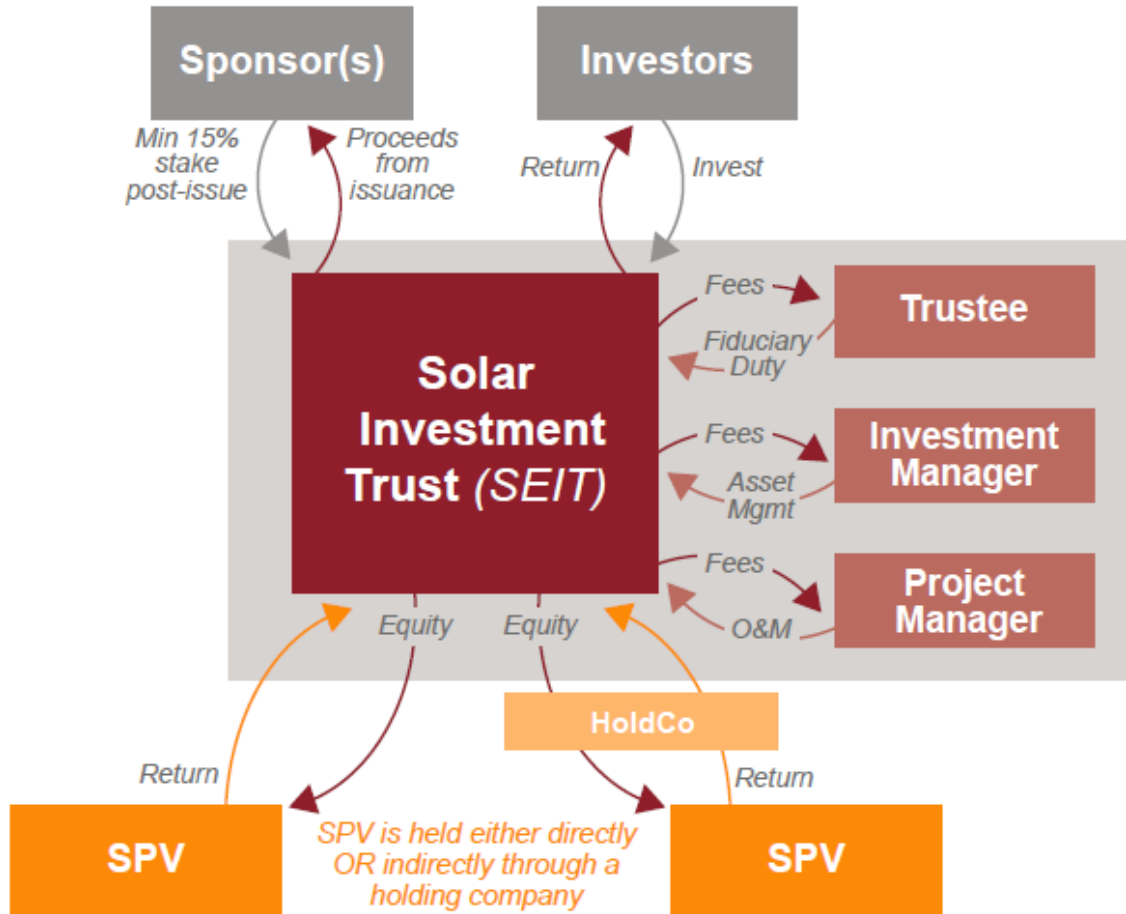 Sponsor(s)
Investors
Min 15%
stake
post-issue
Proceeds
from
issuance
Return
Invest
Solar
Investment
Trust (SEIT)
Fees
Trustee
Fiduciary
Duty
Fees
Investment
Manager
Asset
Mgmt
Fees
Project
Manager
O&M
Equity
Equity
HoldCo
Return
Return
SPV
SPV is held either directly
OR indirectly through a
holding company
SPV